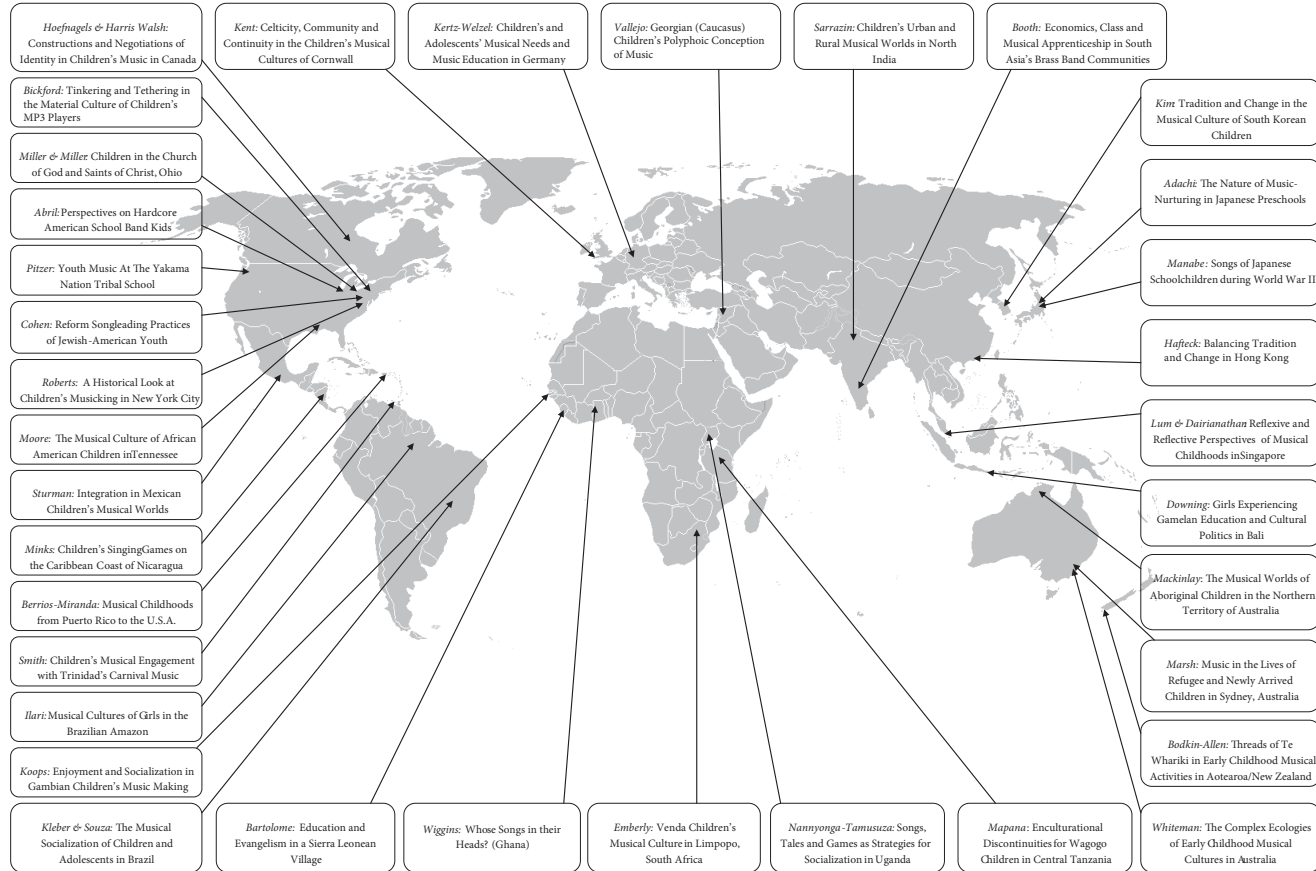 Hoefnagels & Harris Walsh:
Constructions and Negotiations of
Identity in Children's Music in Canada
Kent: Celticity, Community and
Continuity in the Children's Musical
Cultures of Cornwall
Kertz-Welzel: Children's and
Adolescents' Musical Needs and
Music Education in Germany
Vallejo: Georgian (Caucasus)
Children's Polyphoic Conception
of Music
Sarrazin: Children's Urban and
Rural Musical Worlds in North
India
Booth: Economics, Class and
Musical Apprenticeship in South
Asia's Brass Band Communities
Bickford: Tinkering and Tethering in
the Material Culture of Children's
MP3 Players
Miller & Miller: Children in the Church
of God and Saints of Christ, Ohio
Abril: Perspectives on Hardcore
American School Band Kids
Pitzer: Youth Music At The Yakama
Nation Tribal School
Cohen: Reform Songleading Practices
of Jewish-American Youth
Roberts: A Historical Look at
Children's Musicking in New York City
Moore: The Musical Culture of African
American Children inTennessee
Sturman: Integration in Mexican
Children's Musical Worlds
Minks: Children's SingingGames on
the Caribbean Coast of Nicaragua
Berrios-Miranda: Musical Childhoods
from Puerto Rico to the U.S.A.
Smith: Children's Musical Engagement
with Trinidad's Carnival Music
Ilari: Musical Cultures of Girls in the
Brazilian Amazon
Koops: Enjoyment and Socialization in
Gambian Children's Music Making
Kleber & Souza: The Musical
Socialization of Children and
Adolescents in Brazil
Bartolome: Education and
Evangelism in a Sierra Leonean
Village
Wiggins: Whose Songs in their
Heads? (Ghana)
Emberly: Venda Children's
Musical Culture in Limpopo,
South Africa
Nannyonga-Tamusuza: Songs,
Tales and Games as Strategies for
Socialization in Uganda
Mapana: Enculturational
Discontinuities for Wagogo
Children in Central Tanzania
Kim: Tradition and Change in the
Musical Culture of South Korean
Children
Adachi: The Nature of Music-
Nurturing in Japanese Preschools
Manabe: Songs of Japanese
Schoolchildren during World War II
Hafteck: Balancing Tradition
and Change in Hong Kong
Lum & Dairianathan Reflexive and
Reflective Perspectives of Musical
Childhoods inSingapore
Downing: Girls Experiencing
Gamelan Education and Cultural
Politics in Bali
Mackinlay: The Musical Worlds of
Aboriginal Children in the Northern
Territory of Australia
Marsh: Music in the Lives of
Refugee and Newly Arrived
Children in Sydney, Australia
Bodkin-Allen: Threads of Te
Whariki in Early Childhood Musical
Activities in Aotearoa/New Zealand
Whiteman: The Complex Ecologies
of Early Childhood Musical
Cultures in Australia